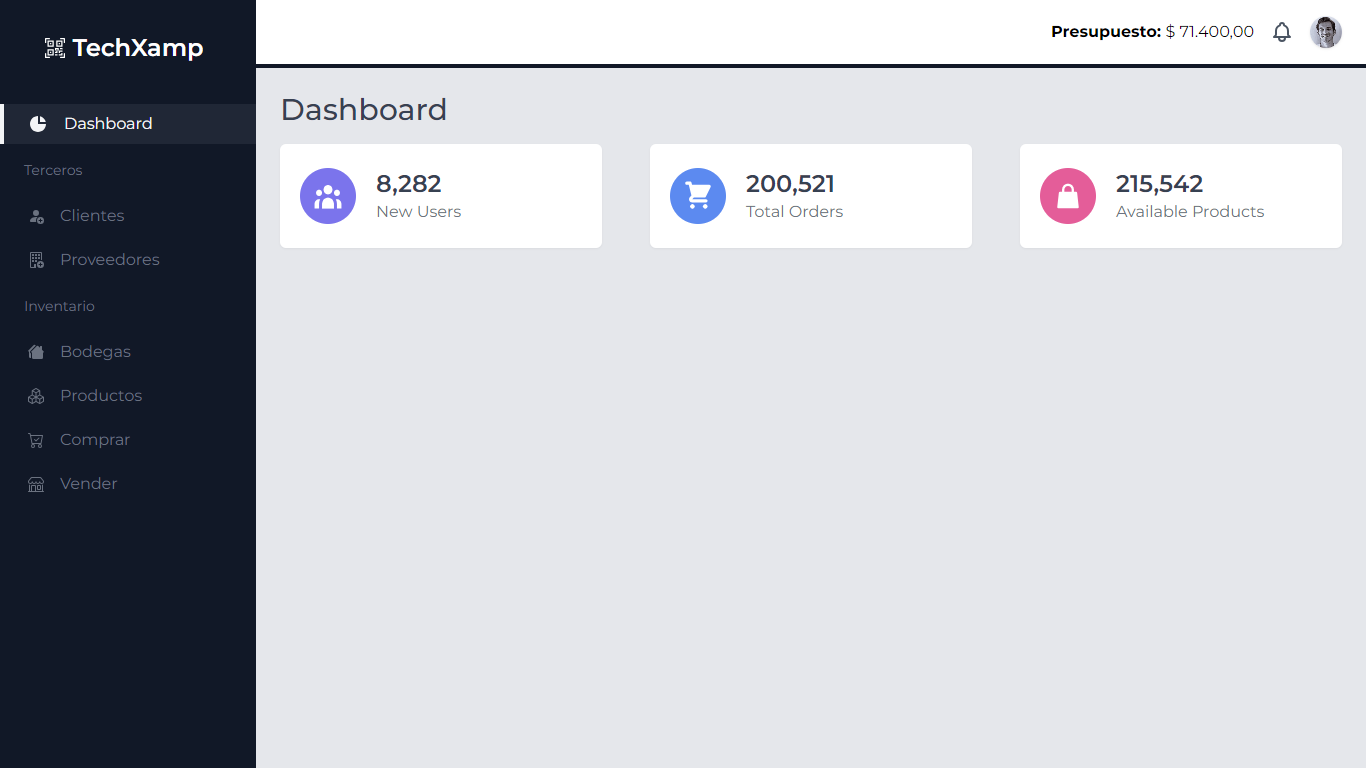 TechXamp
Presupuesto: $ 71.400,00
Dashboard
Terceros
Clientes
Proveedores
Inventario
Bodegas
Productos
Comprar
Vender
Dashboard
8,282
New Users
200,521
Total Orders
215,542
Available Products